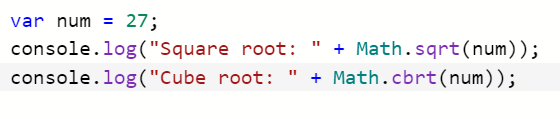 var num = 27;
console.log("Square root: " + Math.sqrt(num));
console.log("Cube root: " + Math.cbrt(num));